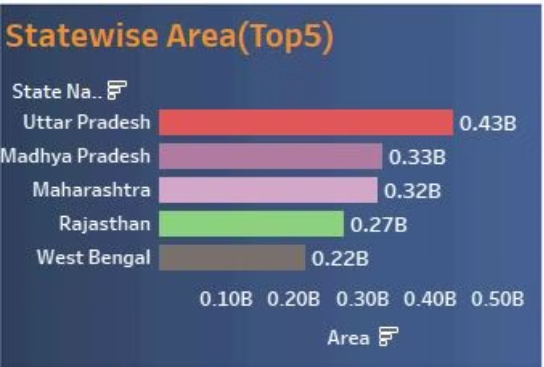 Statewise Area(Top5)
State Na..
Uttar Pradesh 0.43B
Madhya Pradesh 0.33B
Maharashtra 0.32B
Rajasthan 0.27B
West Bengal 0.22B
0.10B 0.20B 0.30B 0.40B 0.50B
Area